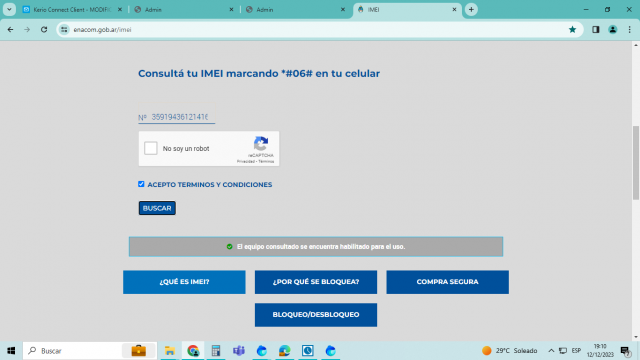 Kerio Connect Client - MODIFIC
Admin
Admin
IMEI
enacom.gob.ar/imei
Consultá tu IMEI marcando *#06# en tu celular
Nº
No soy un robot
reCAPTCHA
Privacidad - Términos
ACEPTO TERMINOS Y CONDICIONES
BUSCAR
El equipo consultado se encuentra habilitado para el uso.
¿QUÉ ES IMEI?
¿POR QUÉ SE BLOQUEA?
COMPRA SEGURA
BLOQUEO/DESBLOQUEO
Buscar
29°C Soleado
ESP
19:10
12/12/2023